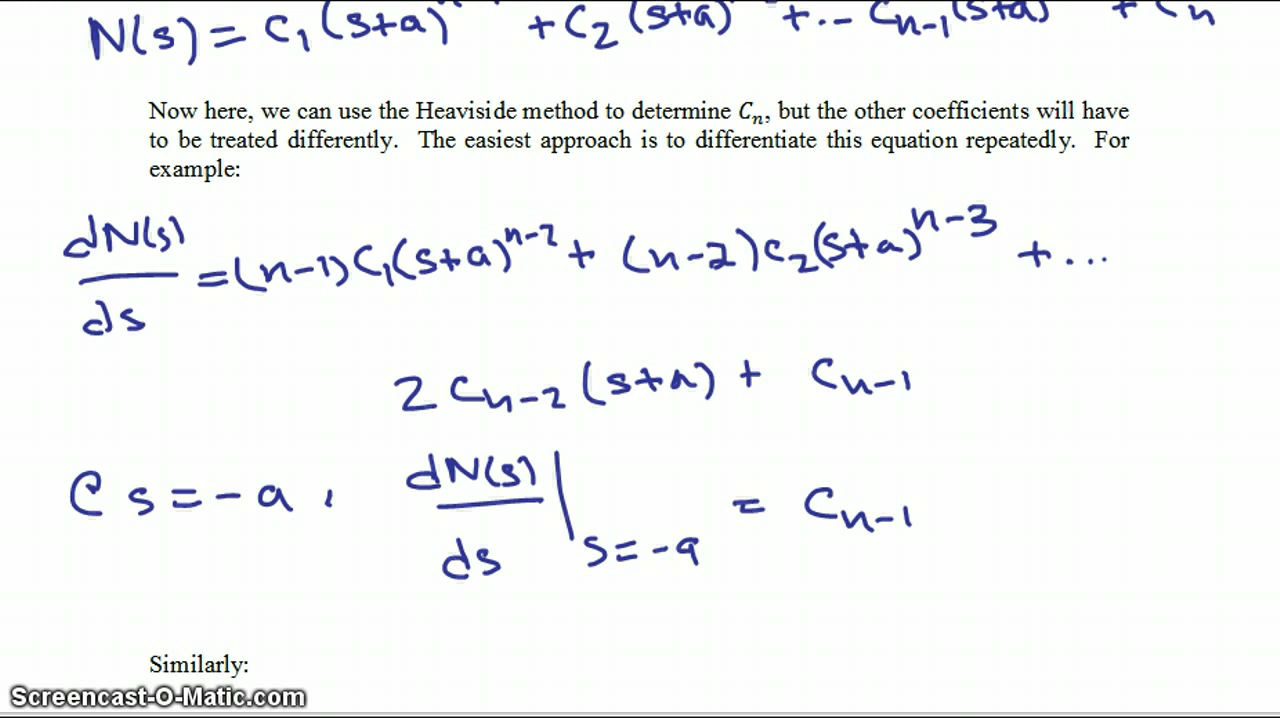 N(s) = C₁(s+a) + C₂(s+a) + ... Cₙ₋₁(s+a) + Cₙ
Now here, we can use the Heaviside method to determine Cₙ, but the other coefficients will have
to be treated differently. The easiest approach is to differentiate this equation repeatedly. For
example:
dN(s)/ds = (n-1)C₁(s+a)ⁿ⁻² + (n-2)C₂(s+a)ⁿ⁻³ + ...
2Cₙ₋₂(s+a) + Cₙ₋₁
@ s=-a, dN(s)/ds |s=-a = Cₙ₋₁
Similarly:
Screencast-O-Matic.com